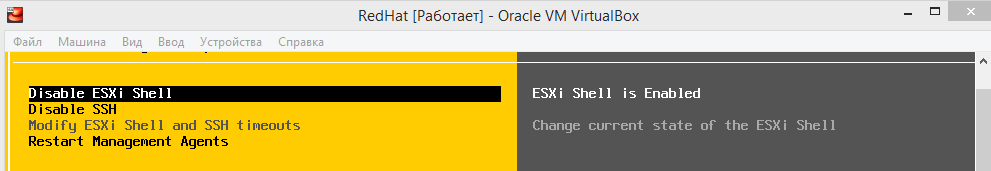 RedHat [Работает] - Oracle VM VirtualBox
Файл Машина Вид Ввод Устройства Справка
Disable ESXi Shell
Disable SSH
Modify ESXi Shell and SSH timeouts
Restart Management Agents
ESXi Shell is Enabled
Change current state of the ESXi Shell